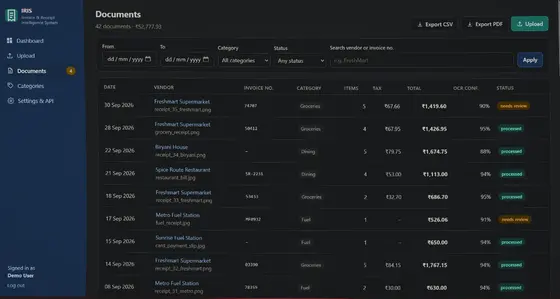 IRIS
Invoice & Receipt
Intelligence System
Dashboard
Upload
Documents 4
Categories
Settings & API
Signed in as
Demo User
Log out
Documents
42 documents · ₹52,777.93
Export CSV
Export PDF
Upload
From
To
Category
Status
Search vendor or invoice no.
dd / mm / yyyy
dd / mm / yyyy
All categories
Any status
e.g. FreshMart
Apply
DATE VENDOR INVOICE NO. CATEGORY ITEMS TAX TOTAL OCR CONF. STATUS
30 Sep 2026 Freshmart Supermarket Groceries 5 ₹67.66 ₹1,419.60 90% needs review
receipt_35_freshmart.png
28 Sep 2026 Freshmart Supermarket Groceries 4 ₹67.95 ₹1,426.95 95% processed
grocery_receipt.png
22 Sep 2026 Biryani House – Dining 5 ₹79.75 ₹1,674.75 88% processed
receipt_34_biryani.png
21 Sep 2026 Spice Route Restaurant Dining 4 ₹53.00 ₹1,113.00 94% processed
restaurant_bill.jpg
18 Sep 2026 Freshmart Supermarket Groceries 2 ₹32.70 ₹686.70 95% processed
receipt_33_freshmart.png
17 Sep 2026 Metro Fuel Station Fuel 1 - ₹526.06 91% needs review
fuel_receipt.jpg
15 Sep 2026 Sunrise Fuel Station – Fuel 1 - ₹650.00 94% processed
card_payment_slip.jpg
14 Sep 2026 Freshmart Supermarket Groceries 5 ₹84.15 ₹1,767.15 94% processed
receipt_22_freshmart.png
08 Sep 2026 Metro Fuel Station Fuel 2 ₹30.00 ₹630.00 94% processed
receipt_21_metro.png